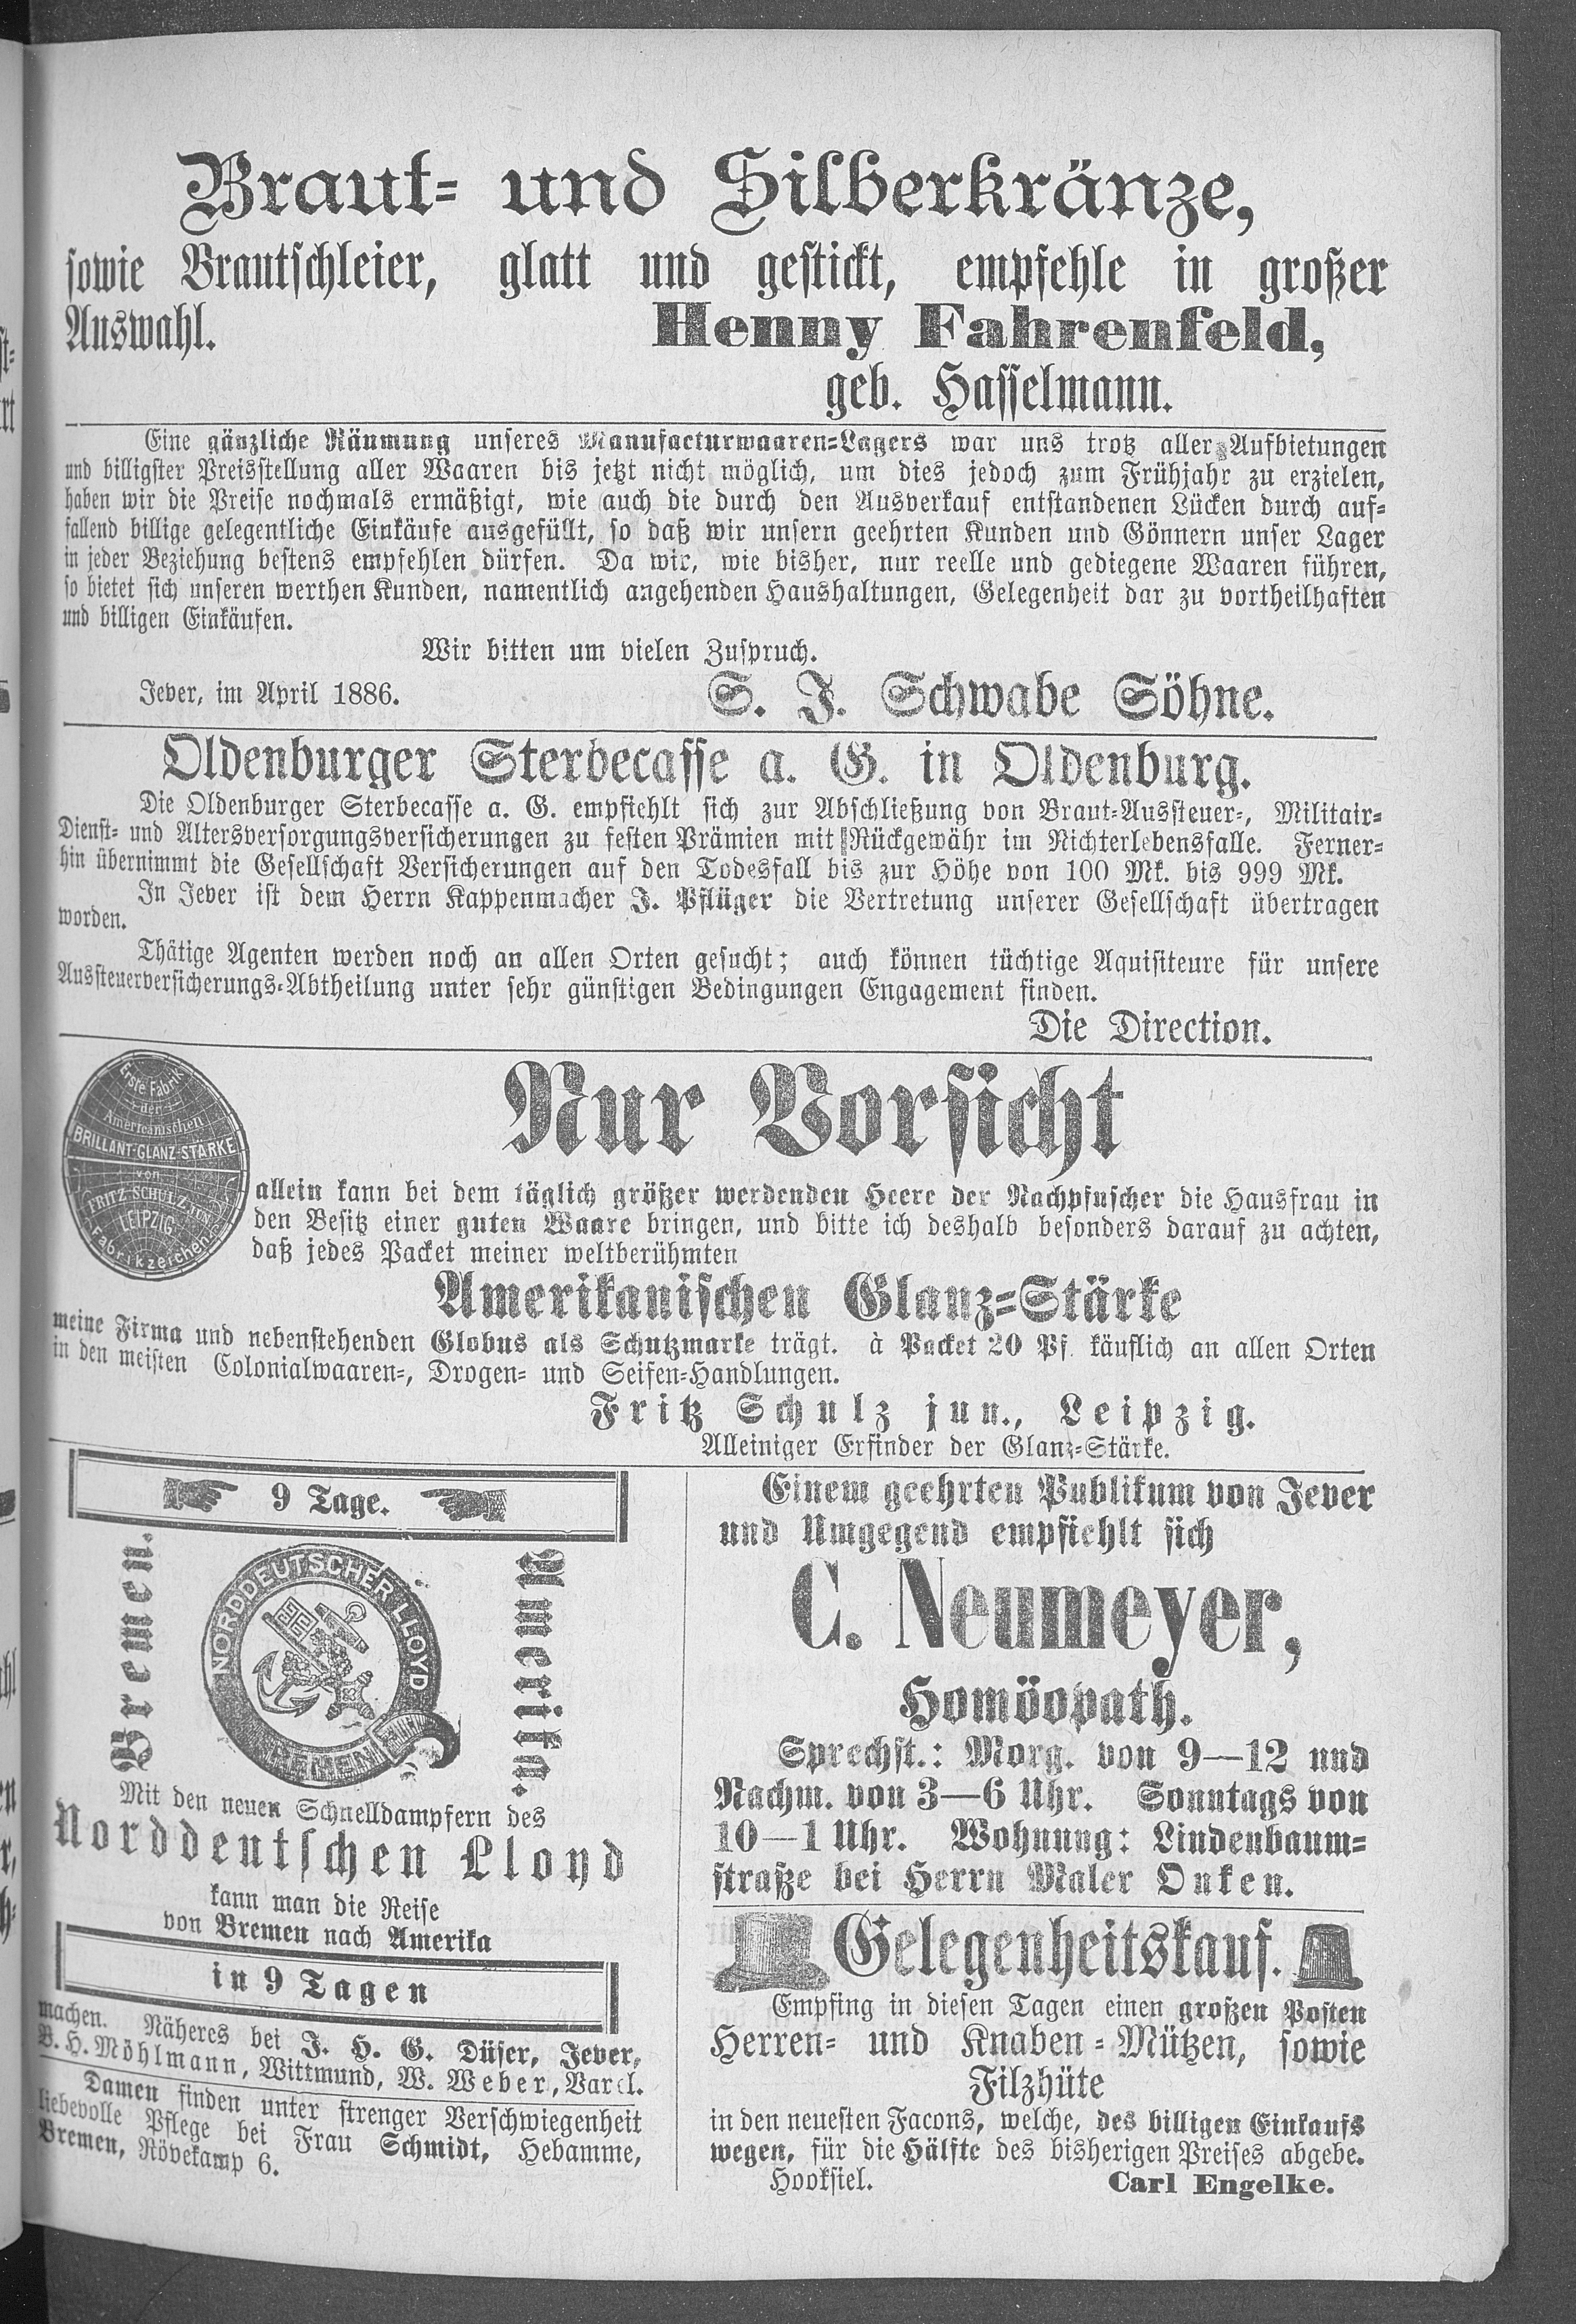 Braut- und Silberkränze,
sowie Brautschleier, glatt und gestickt, empfehle in großer
Auswahl.
Henny Fahrenfeld,
geb. Hasselmann.
Eine gänzliche Räumung unseres Manufacturwaaren-Lagers war uns trotz aller Aufbietungen
und billigster Preisstellung aller Waaren bis jetzt nicht möglich, um dies jedoch zum Frühjahr zu erzielen,
haben wir die Preise nochmals ermäßigt, wie auch die durch den Ausverkauf entstandenen Lücken durch auf-
fallend billige gelegentliche Einkäufe ausgefüllt, so daß wir unsern geehrten Kunden und Gönnern unser Lager
in jeder Beziehung bestens empfehlen dürfen. Da wir, wie bisher, nur reelle und gediegene Waaren führen,
so bietet sich unseren werthen Kunden, namentlich angehenden Haushaltungen, Gelegenheit dar zu vortheilhaften
und billigen Einkäufen.
Wir bitten um vielen Zuspruch.
Jever, im April 1886.
S. J. Schwabe Söhne.
Oldenburger Sterbecasse a. G. in Oldenburg.
Die Oldenburger Sterbecasse a. G. empfiehlt sich zur Abschließung von Braut-Aussteuer-, Militair-
Dienst- und Altersversorgungsversicherungen zu festen Prämien mit Rückgewähr im Nichterlebensfalle. Ferner-
hin übernimmt die Gesellschaft Versicherungen auf den Todesfall bis zur Höhe von 100 Mk. bis 999 Mk.
In Jever ist dem Herrn Kappenmacher J. Pflüger die Vertretung unserer Gesellschaft übertragen
worden.
Thätige Agenten werden noch an allen Orten gesucht; auch können tüchtige Aquisiteure für unsere
Aussteuerversicherungs-Abtheilung unter sehr günstigen Bedingungen Engagement finden.
Die Direction.
Erste Fabrik
der
Amerikanischen
BRILLANT-GLANZ-STÄRKE
von
FRITZ SCHULZ JUN
LEIPZIG
Fabrikzeichen
Nur Vorsicht
allein kann bei dem täglich größer werdenden Heere der Nachpfuscher die Hausfrau in
den Besitz einer guten Waare bringen, und bitte ich deshalb besonders darauf zu achten,
daß jedes Packet meiner weltberühmten
Amerikanischen Glanz-Stärke
meine Firma und nebenstehenden Globus als Schutzmarke trägt. à Packet 20 Pf. käuflich an allen Orten
in den meisten Colonialwaaren-, Drogen- und Seifen-Handlungen.
Fritz Schulz jun., Leipzig.
Alleiniger Erfinder der Glanz-Stärke.
9 Tage.
Bremen.
NORDDEUTSCHER LLOYD
BREMEN
Amerika.
Mit den neuen Schnelldampfern des
Norddeutschen Lloyd
kann man die Reise
von Bremen nach Amerika
in 9 Tagen
machen. Näheres bei J. H. G. Düser, Jever,
B. H. Möhlmann, Wittmund, W. Weber, Varel.
Damen finden unter strenger Verschwiegenheit
liebevolle Pflege bei Frau Schmidt, Hebamme,
Bremen, Rövekamp 6.
Einem geehrten Publikum von Jever
und Umgegend empfiehlt sich
C. Neumeyer,
Homöopath.
Sprechst.: Morg. von 9—12 und
Nachm. von 3—6 Uhr. Sonntags von
10—1 Uhr. Wohnung: Lindenbaum-
straße bei Herrn Maler Onken.
Gelegenheitskauf.
Empfing in diesen Tagen einen großen Posten
Herren- und Knaben-Mützen, sowie
Filzhüte
in den neuesten Facons, welche, des billigen Einkaufs
wegen, für die Hälfte des bisherigen Preises abgebe.
Hooksiel.
Carl Engelke.